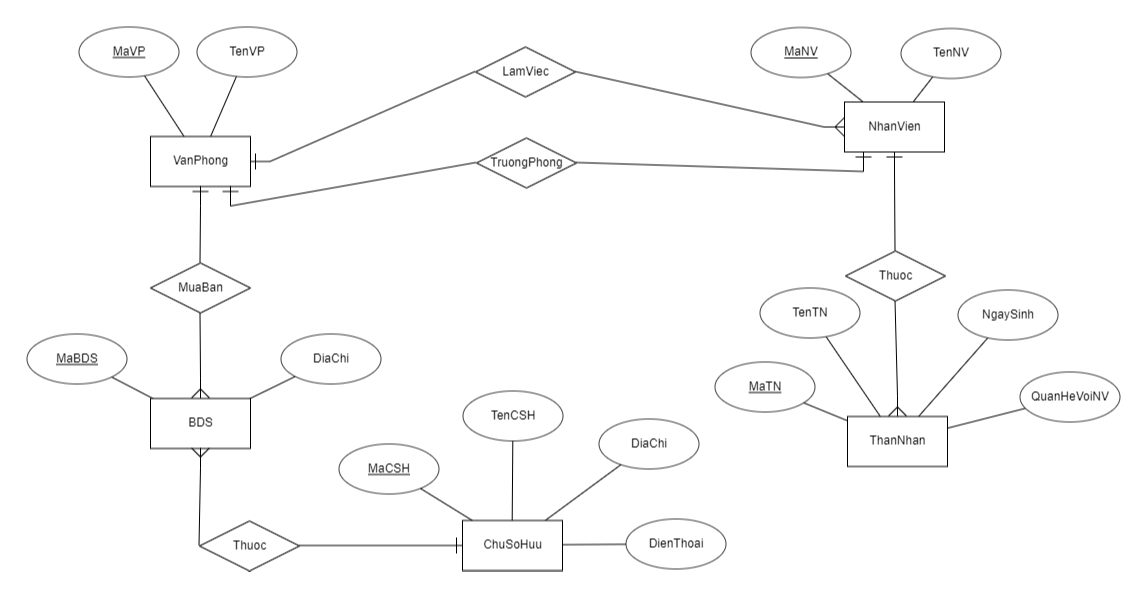 MaVP
TenVP
LamViec
MaNV
TenNV
NhanVien
VanPhong
TruongPhong
MuaBan
Thuoc
TenTN
NgaySinh
MaBDS
DiaChi
MaTN
QuanHeVoiNV
BDS
TenCSH
ThanNhan
DiaChi
MaCSH
Thuoc
ChuSoHuu
DienThoai